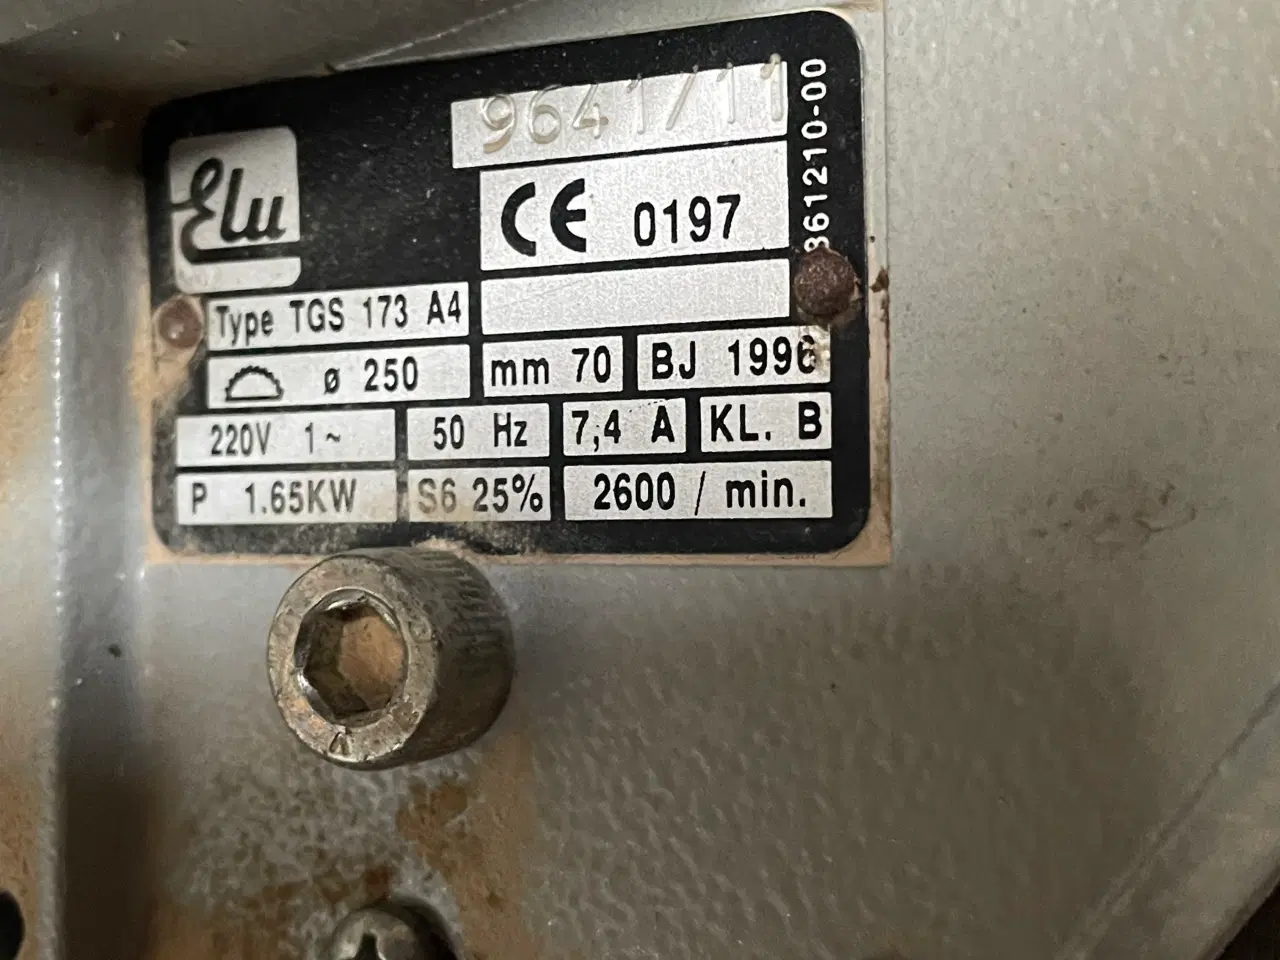 9641/11
Elu
CE 0197
861210-00
Type TGS 173 A4
ø 250
mm 70
BJ 1996
220V 1~
50 Hz
7,4 A
KL. B
P 1.65KW
S6 25%
2600 / min.